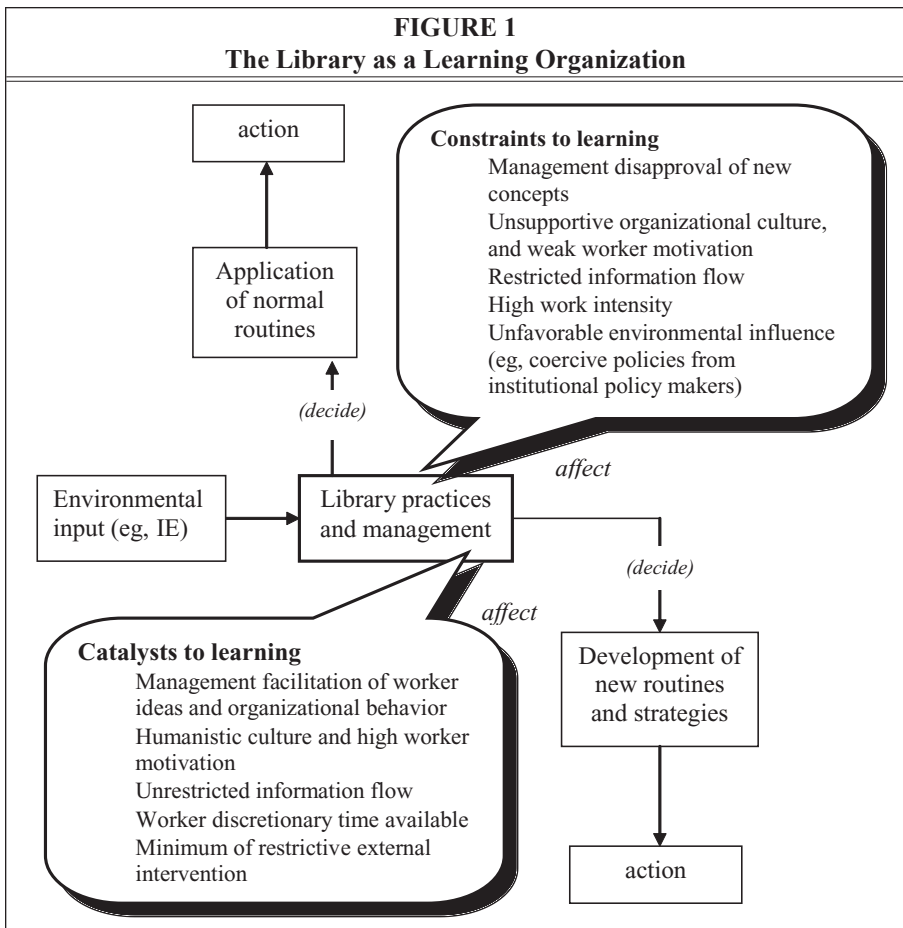 FIGURE 1
The Library as a Learning Organization
action
Constraints to learning
Management disapproval of new
concepts
Unsupportive organizational culture,
and weak worker motivation
Restricted information flow
High work intensity
Unfavorable environmental influence
(eg, coercive policies from
institutional policy makers)
Application
of normal
routines
(decide)
affect
Environmental
input (eg, IE)
Library practices
and management
(decide)
affect
Catalysts to learning
Management facilitation of worker
ideas and organizational behavior
Humanistic culture and high worker
motivation
Unrestricted information flow
Worker discretionary time available
Minimum of restrictive external
intervention
Development of
new routines
and strategies
action